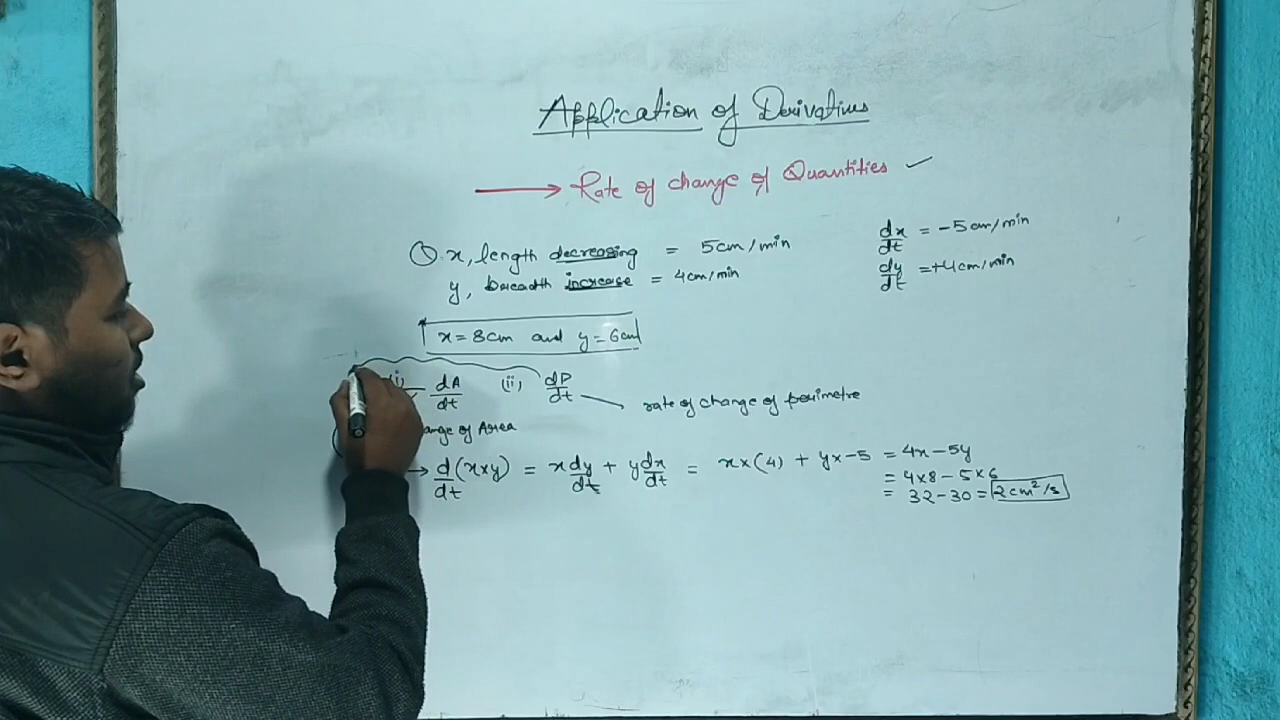 Application of Derivatives
→ Rate of change of Quantities ✓
① x, length decreasing = 5cm/min
y, breadth increase = 4cm/min
dx/dt = -5cm/min
dy/dt = +4cm/min
x = 8cm and y = 6cm
(i) dA/dt (ii) dP/dt — rate of change of perimetre
of Area
→ d/dt (x×y) = x dy/dt + y dx/dt = x×(4) + y×-5 = 4x - 5y
= 4×8 - 5×6
= 32-30 = 2cm²/s